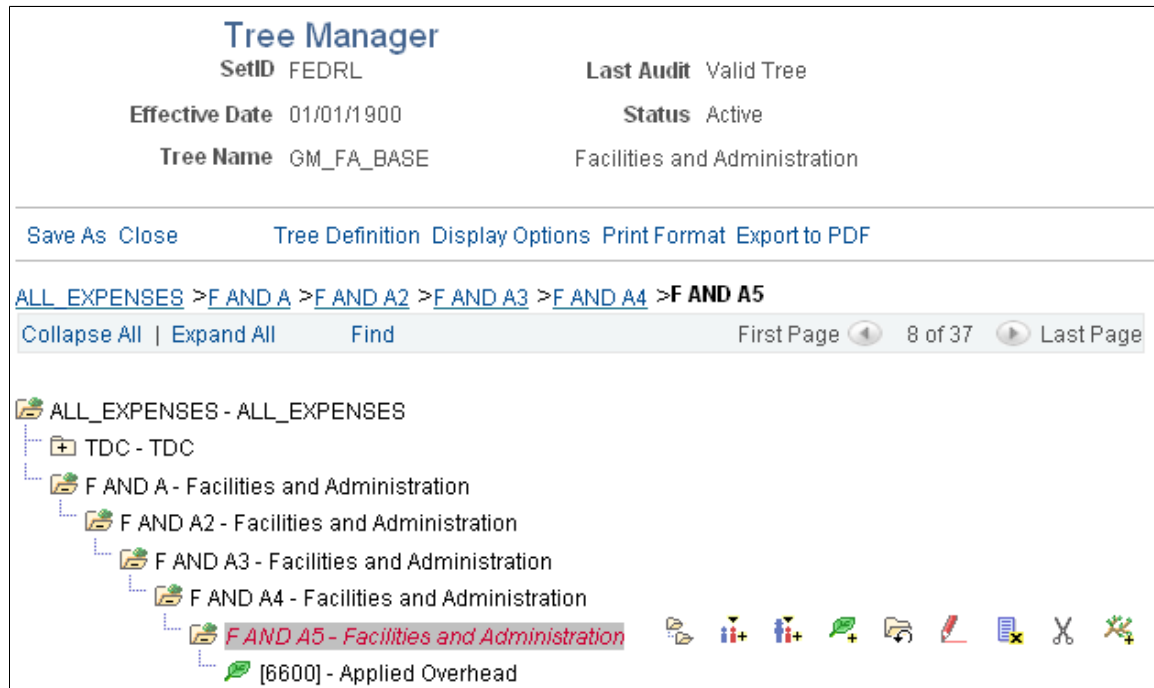 Tree Manager
SetID FEDRL Last Audit Valid Tree
Effective Date 01/01/1900 Status Active
Tree Name GM_FA_BASE Facilities and Administration
Save As Close Tree Definition Display Options Print Format Export to PDF
ALL_EXPENSES >F AND A >F AND A2 >F AND A3 >F AND A4 >F AND A5
Collapse All | Expand All Find First Page 8 of 37 Last Page
ALL_EXPENSES - ALL_EXPENSES
TDC - TDC
F AND A - Facilities and Administration
F AND A2 - Facilities and Administration
F AND A3 - Facilities and Administration
F AND A4 - Facilities and Administration
F AND A5 - Facilities and Administration
[6600] - Applied Overhead